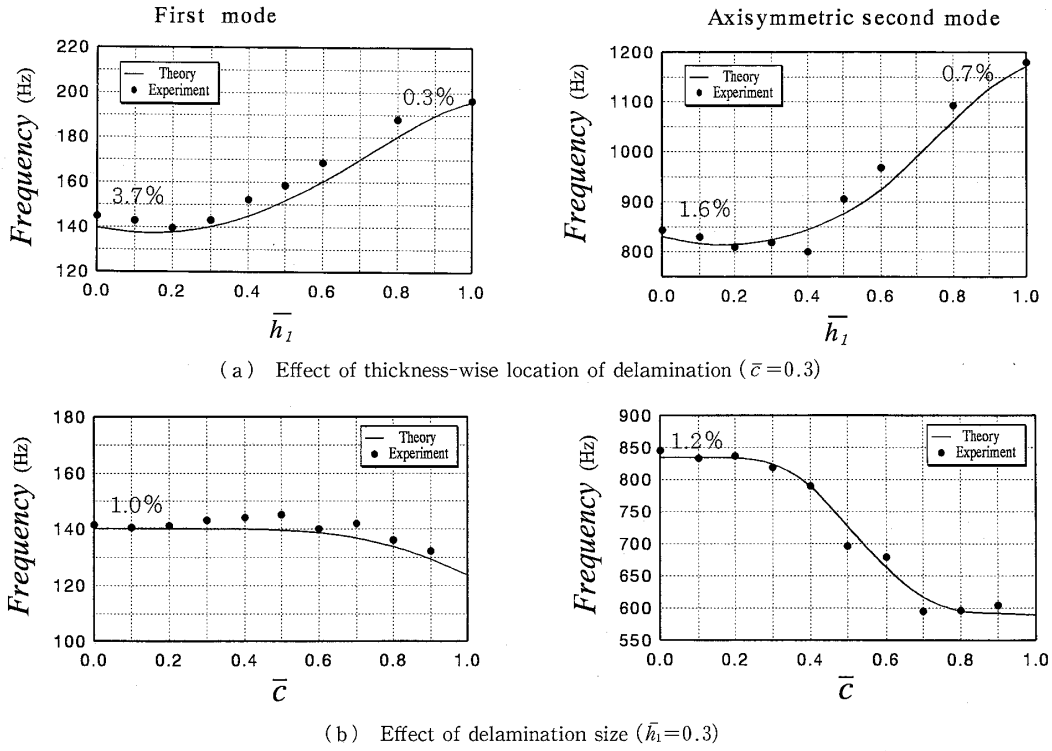 First mode
Axisymmetric second mode
Frequency (Hz)
220
200
180
160
140
120
Theory
Experiment
3.7%
0.3%
0.0 0.2 0.4 0.6 0.8 1.0
h̅₁
Frequency (Hz)
1200
1100
1000
900
800
Theory
Experiment
1.6%
0.7%
0.0 0.2 0.4 0.6 0.8 1.0
h̅₁
(a) Effect of thickness-wise location of delamination (c̅=0.3)
Frequency (Hz)
180
160
140
120
100
Theory
Experiment
1.0%
0.0 0.2 0.4 0.6 0.8 1.0
c̅
Frequency (Hz)
900
850
800
750
700
650
600
550
Theory
Experiment
1.2%
0.0 0.2 0.4 0.6 0.8 1.0
c̅
(b) Effect of delamination size (h̅₁=0.3)